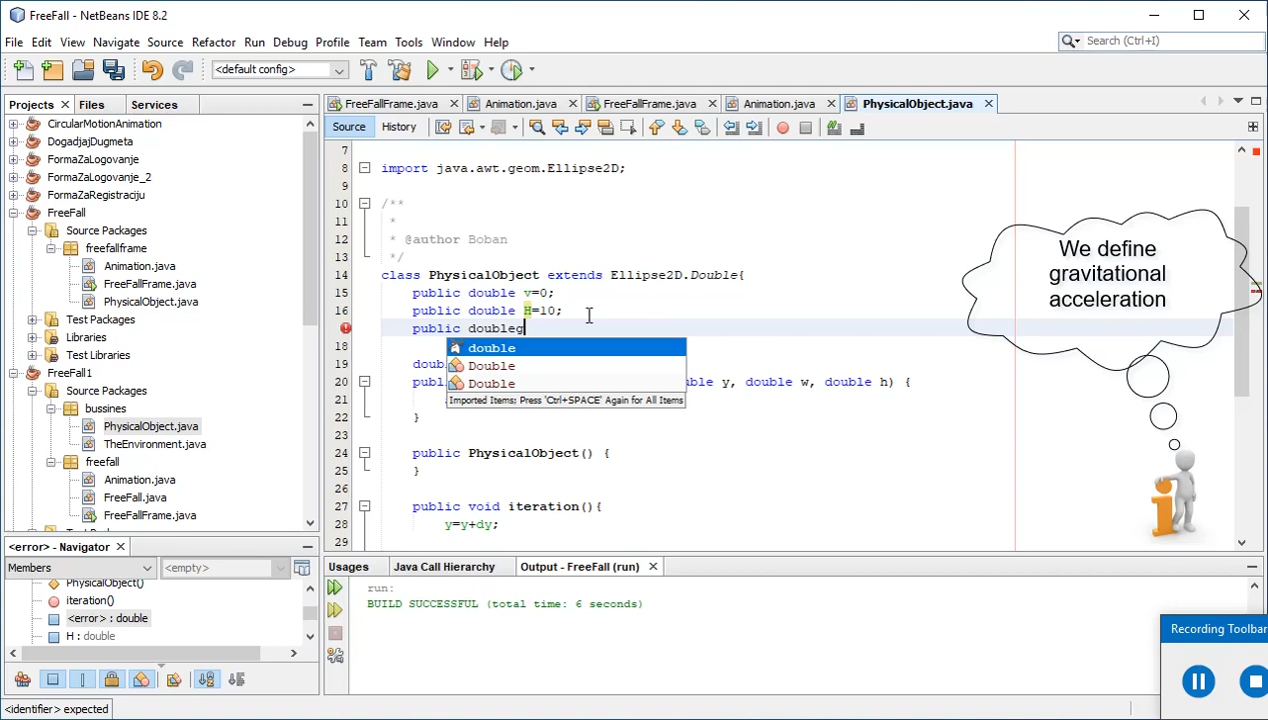 FreeFall - NetBeans IDE 8.2
File Edit View Navigate Source Refactor Run Debug Profile Team Tools Window Help
Search (Ctrl+I)
<default config>
Projects Files Services
FreeFallFrame.java Animation.java FreeFallFrame.java Animation.java PhysicalObject.java
CircularMotionAnimation
DogadjajDugmeta
FormaZaLogovanje
FormaZaLogovanje_2
FormaZaRegistraciju
FreeFall
Source Packages
freefallframe
Animation.java
FreeFallFrame.java
PhysicalObject.java
Test Packages
Libraries
Test Libraries
FreeFall1
Source Packages
bussines
PhysicalObject.java
TheEnvironment.java
freefall
Animation.java
FreeFall.java
FreeFallFrame.java
Source History
7
8 import java.awt.geom.Ellipse2D;
9
10 /**
11 *
12 * @author Boban
13 */
14 class PhysicalObject extends Ellipse2D.Double{
15 public double v=0;
16 public double H=10;
public doubleg
18
19 doub
20 publ uble y, double w, double h) {
21
22 }
23
24 public PhysicalObject() {
25 }
26
27 public void iteration(){
28 y=y+dy;
29
double
Double
Double
Imported Items; Press 'Ctrl+SPACE' Again for All Items
We define
gravitational
acceleration
<error> - Navigator
Members <empty>
PhysicalObject()
iteration()
<error> : double
H : double
Usages Java Call Hierarchy Output - FreeFall (run)
run:
BUILD SUCCESSFUL (total time: 6 seconds)
Recording Toolbar
<identifier> expected